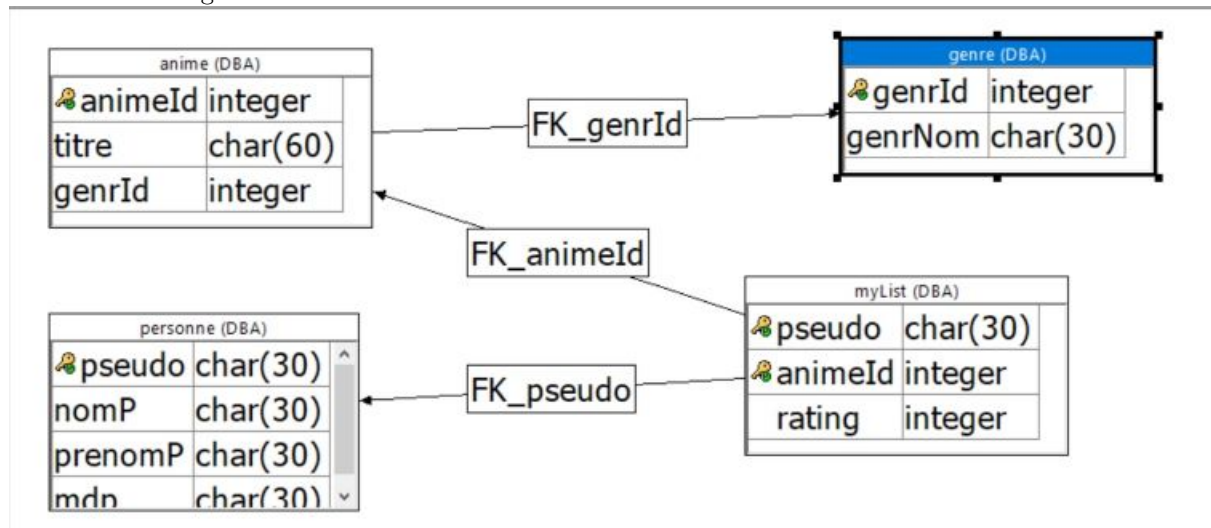 anime (DBA)
animeId integer
titre char(60)
genrId integer
FK_genrId
genre (DBA)
genrId integer
genrNom char(30)
FK_animeId
myList (DBA)
pseudo char(30)
animeId integer
rating integer
FK_pseudo
personne (DBA)
pseudo char(30)
nomP char(30)
prenomP char(30)
mdp char(30)